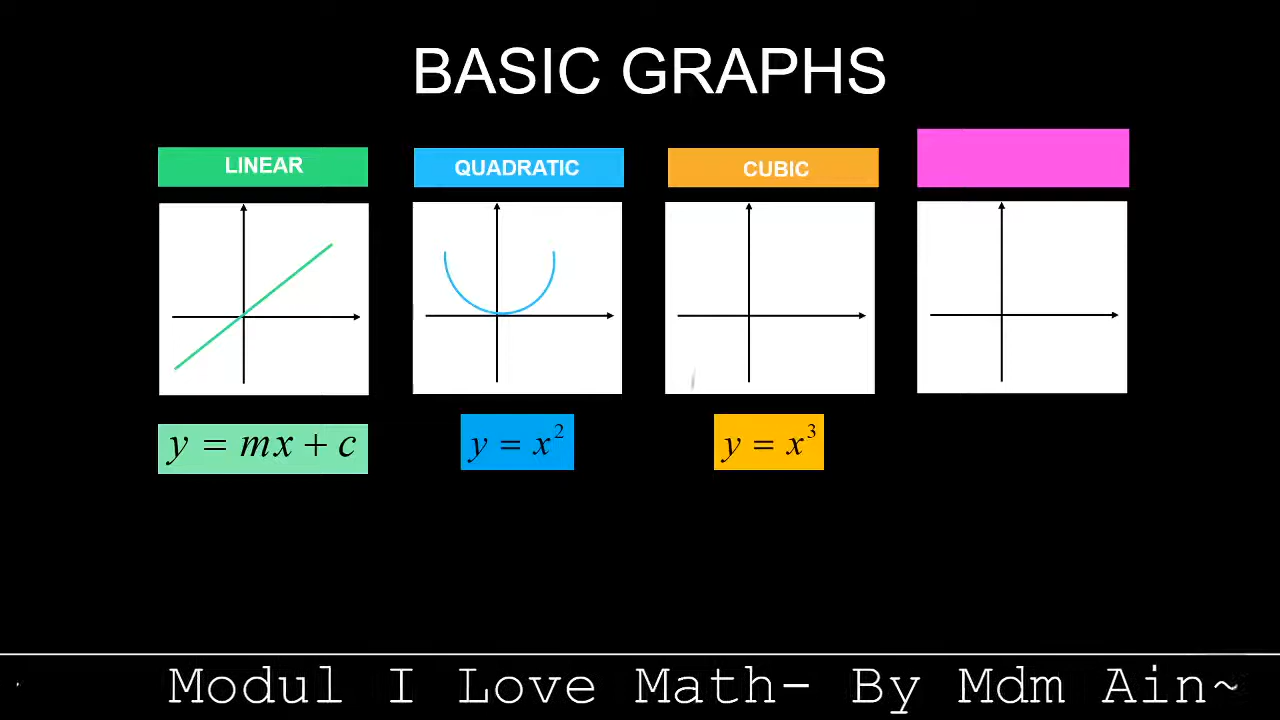 BASIC GRAPHS
LINEAR
QUADRATIC
CUBIC
y = mx + c
y = x²
y = x³
Modul I Love Math- By Mdm Ain~